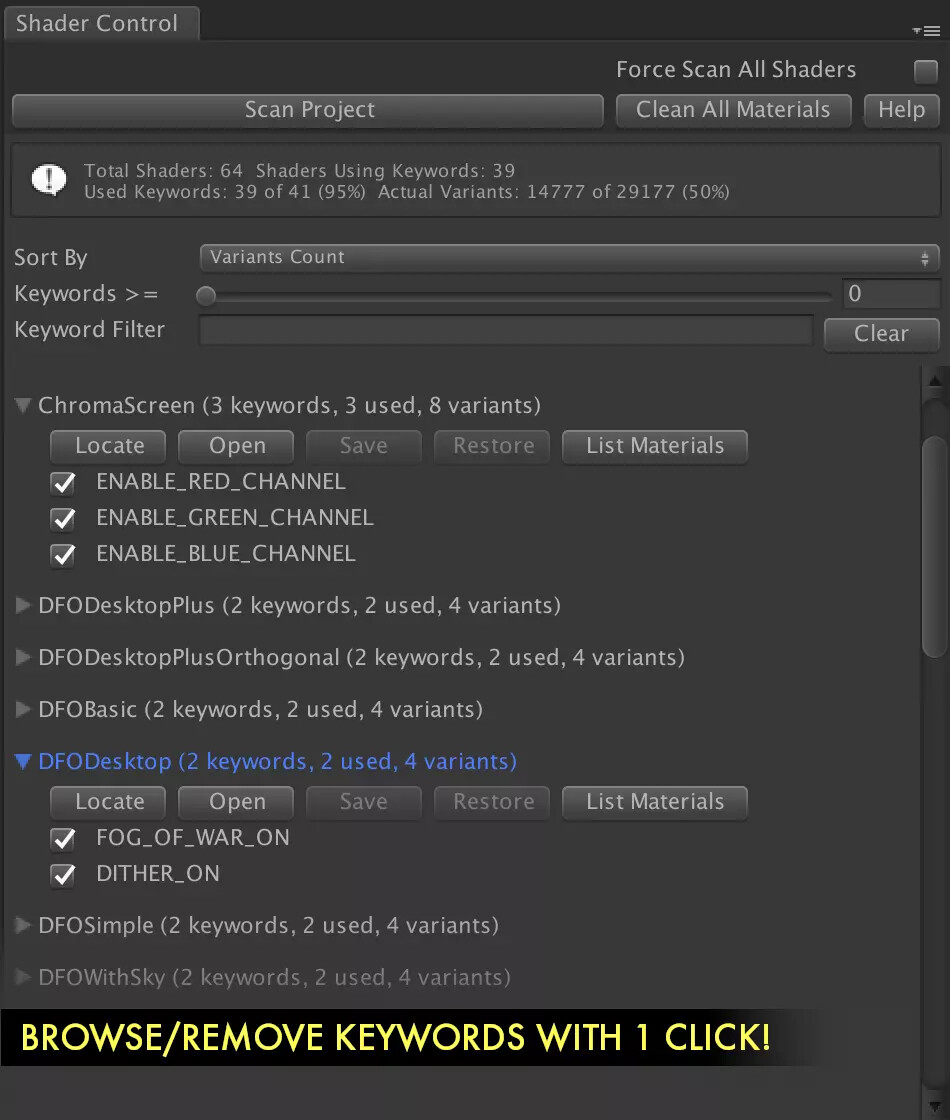 Shader Control
Force Scan All Shaders
Scan Project Clean All Materials Help
Total Shaders: 64 Shaders Using Keywords: 39
Used Keywords: 39 of 41 (95%) Actual Variants: 14777 of 29177 (50%)
Sort By Variants Count
Keywords >= 0
Keyword Filter Clear
ChromaScreen (3 keywords, 3 used, 8 variants)
Locate Open Save Restore List Materials
ENABLE_RED_CHANNEL
ENABLE_GREEN_CHANNEL
ENABLE_BLUE_CHANNEL
DFODesktopPlus (2 keywords, 2 used, 4 variants)
DFODesktopPlusOrthogonal (2 keywords, 2 used, 4 variants)
DFOBasic (2 keywords, 2 used, 4 variants)
DFODesktop (2 keywords, 2 used, 4 variants)
Locate Open Save Restore List Materials
FOG_OF_WAR_ON
DITHER_ON
DFOSimple (2 keywords, 2 used, 4 variants)
DFOWithSky (2 keywords, 2 used, 4 variants)
BROWSE/REMOVE KEYWORDS WITH 1 CLICK!